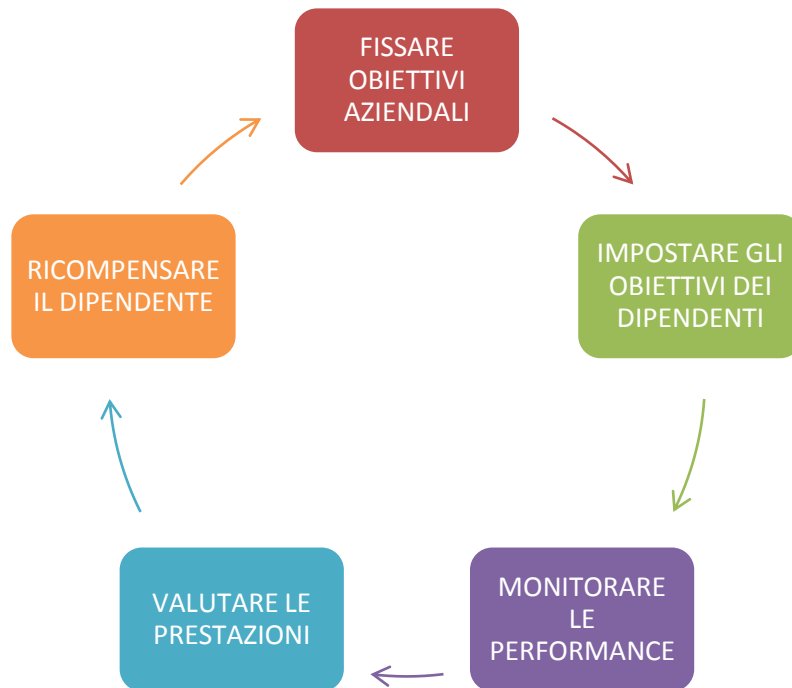 FISSARE
OBIETTIVI
AZIENDALI
IMPOSTARE GLI
OBIETTIVI DEI
DIPENDENTI
MONITORARE
LE
PERFORMANCE
VALUTARE LE
PRESTAZIONI
RICOMPENSARE
IL DIPENDENTE